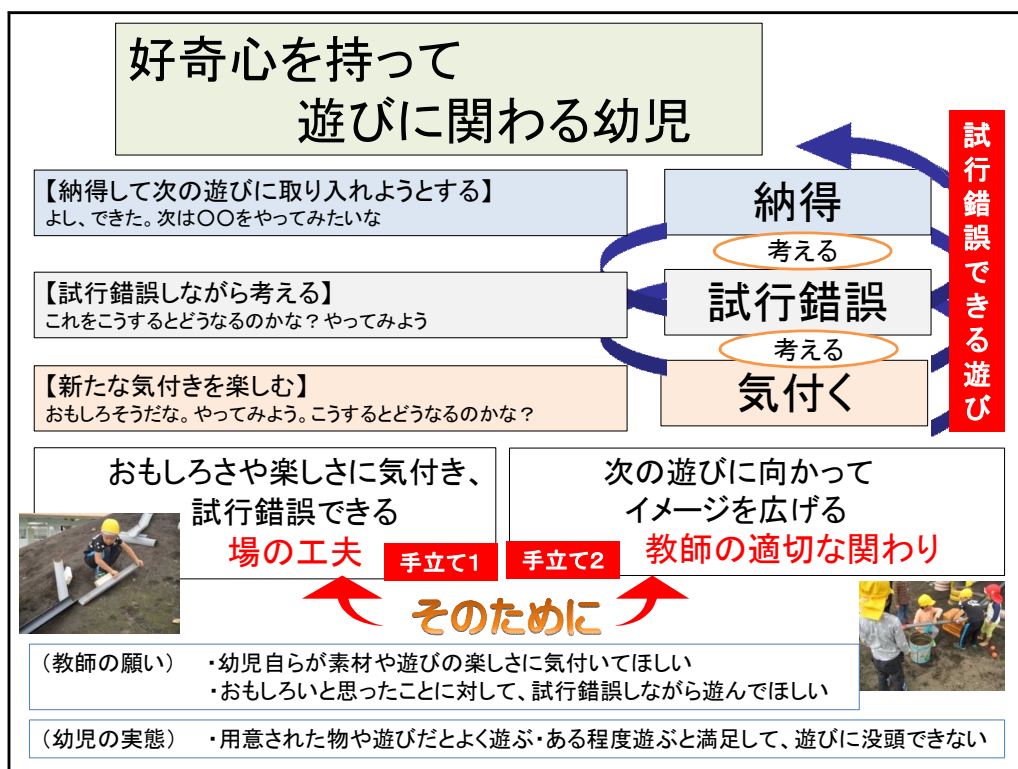 好奇心を持って
遊びに関わる幼児
試行錯誤できる遊び
【納得して次の遊びに取り入れようとする】
よし、できた。次は〇〇をやってみたいな
納得
考える
【試行錯誤しながら考える】
これをこうするとどうなるのかな？やってみよう
試行錯誤
考える
【新たな気付きを楽しむ】
おもしろそうだな。やってみよう。こうするとどうなるのかな？
気付く
おもしろさや楽しさに気付き、
試行錯誤できる
場の工夫
手立て１
次の遊びに向かって
イメージを広げる
教師の適切な関わり
手立て２
そのために
（教師の願い）　・幼児自らが素材や遊びの楽しさに気付いてほしい
・おもしろいと思ったことに対して、試行錯誤しながら遊んでほしい
（幼児の実態）　・用意された物や遊びだとよく遊ぶ・ある程度遊ぶと満足して、遊びに没頭できない